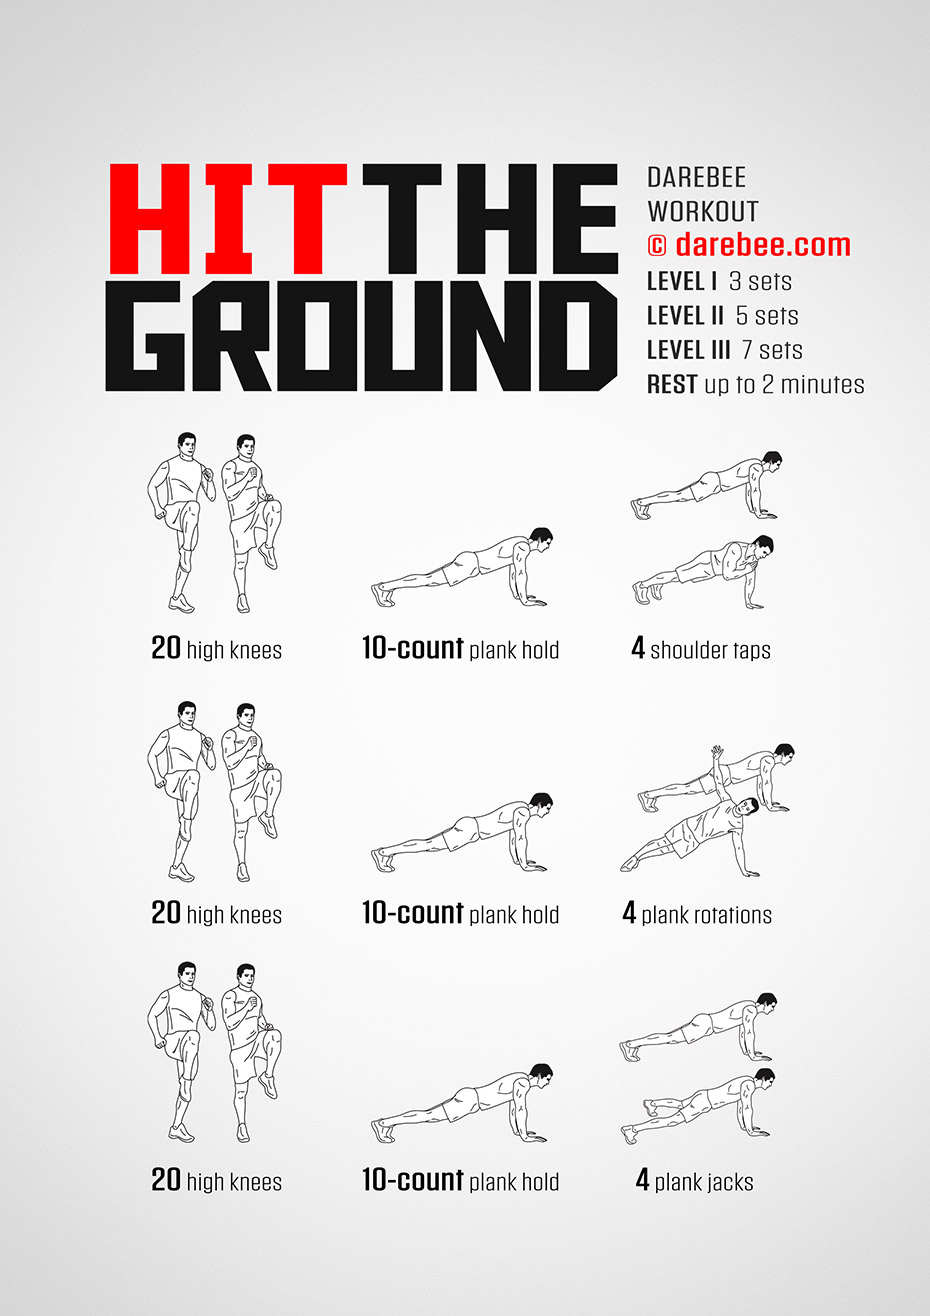 HIT THE
GROUND
DAREBEE
WORKOUT
© darebee.com
LEVEL I 3 sets
LEVEL II 5 sets
LEVEL III 7 sets
REST up to 2 minutes
20 high knees
10-count plank hold
4 shoulder taps
20 high knees
10-count plank hold
4 plank rotations
20 high knees
10-count plank hold
4 plank jacks